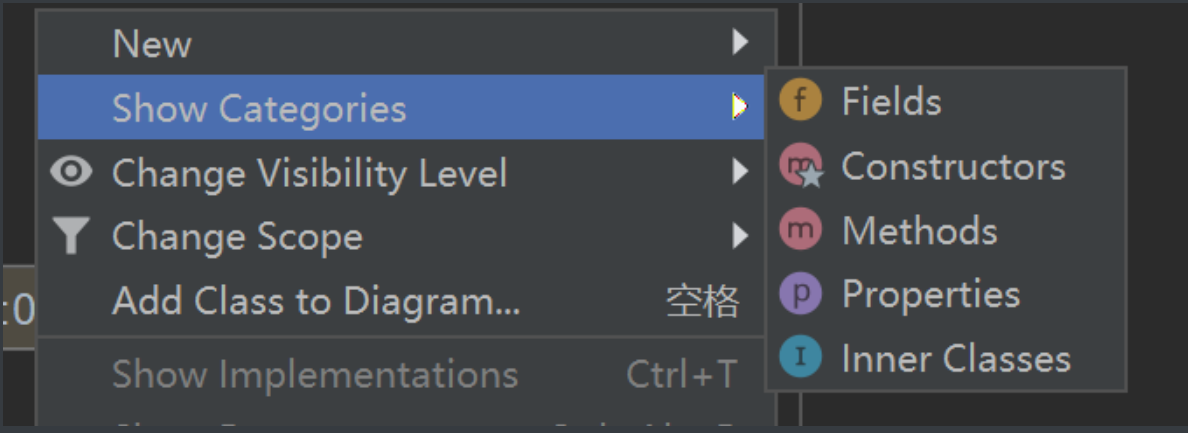 New
Show Categories
Change Visibility Level
Change Scope
Add Class to Diagram... 空格
Show Implementations Ctrl+T
f Fields
m Constructors
m Methods
p Properties
I Inner Classes